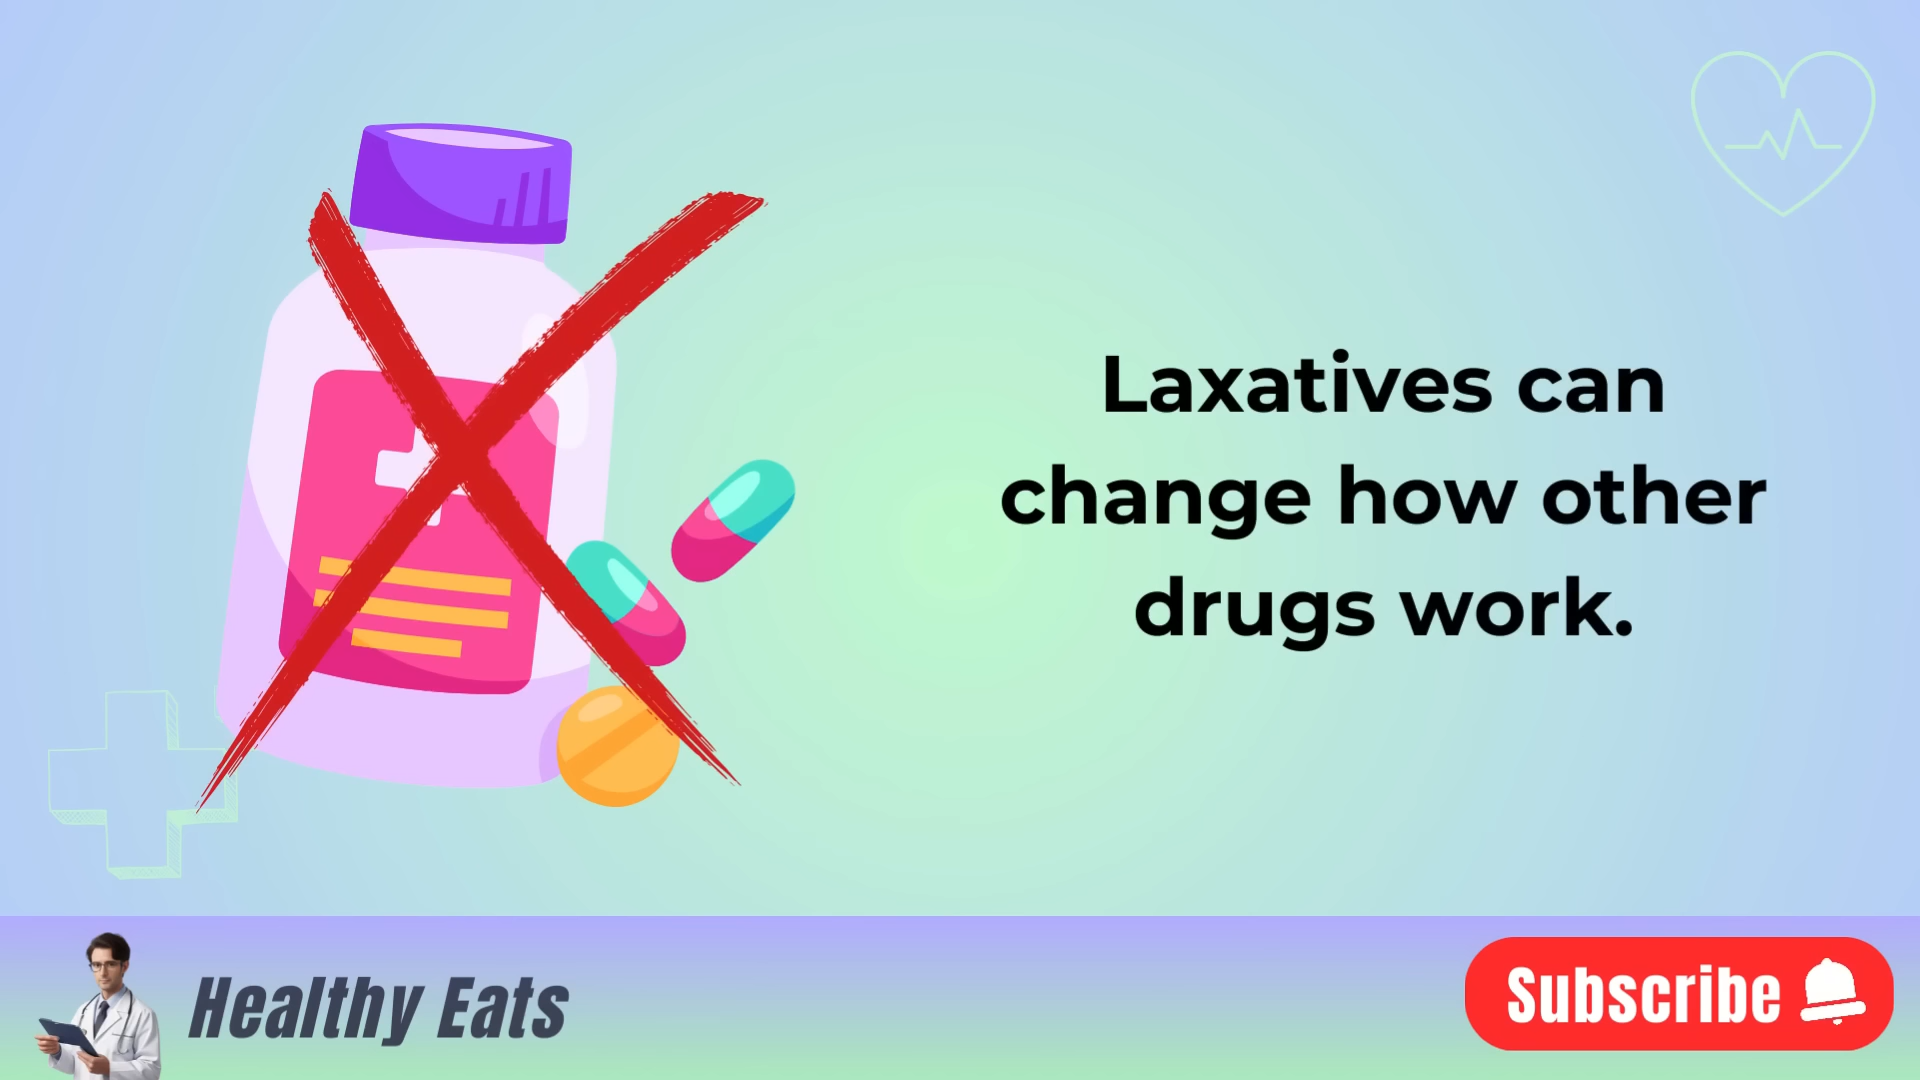 Laxatives can
change how other
drugs work.
Healthy Eats
Subscribe